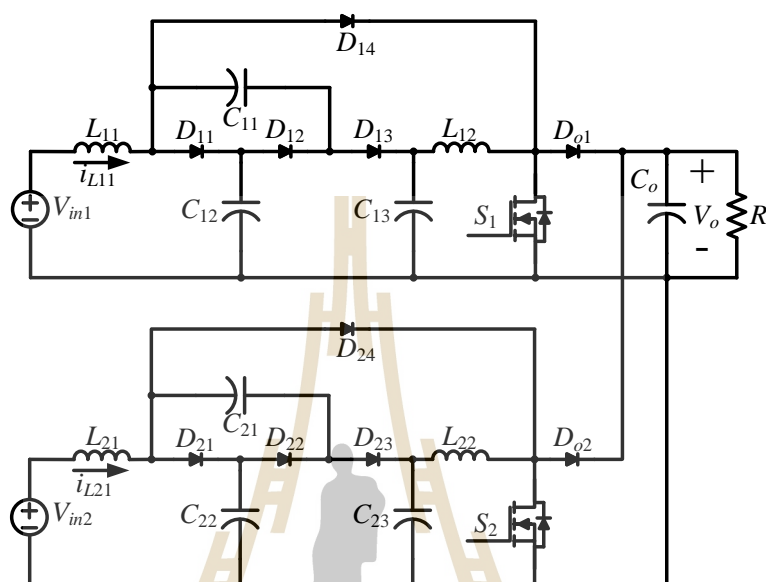 D14
C11
L11 D11 D12 D13 L12 Do1
iL11
Vin1 C12 C13 S1 Co + Vo - R
D24
C21
L21 D21 D22 D23 L22 Do2
iL21
Vin2 C22 C23 S2